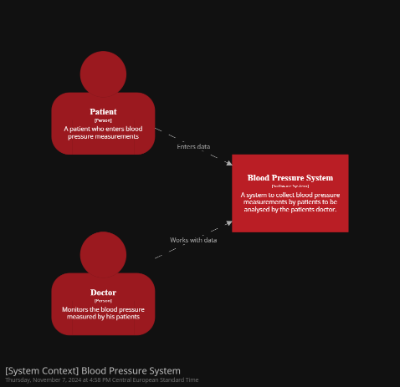 Patient
[Person]
A patient who enters blood
pressure measurements
Enters data
Blood Pressure System
[Software System]
A system to collect blood pressure
measurements by patients to be
analysed by the patients doctor.
Works with data
Doctor
[Person]
Monitors the blood pressure
measured by his patients
[System Context] Blood Pressure System
Thursday, November 7, 2024 at 4:58 PM Central European Standard Time